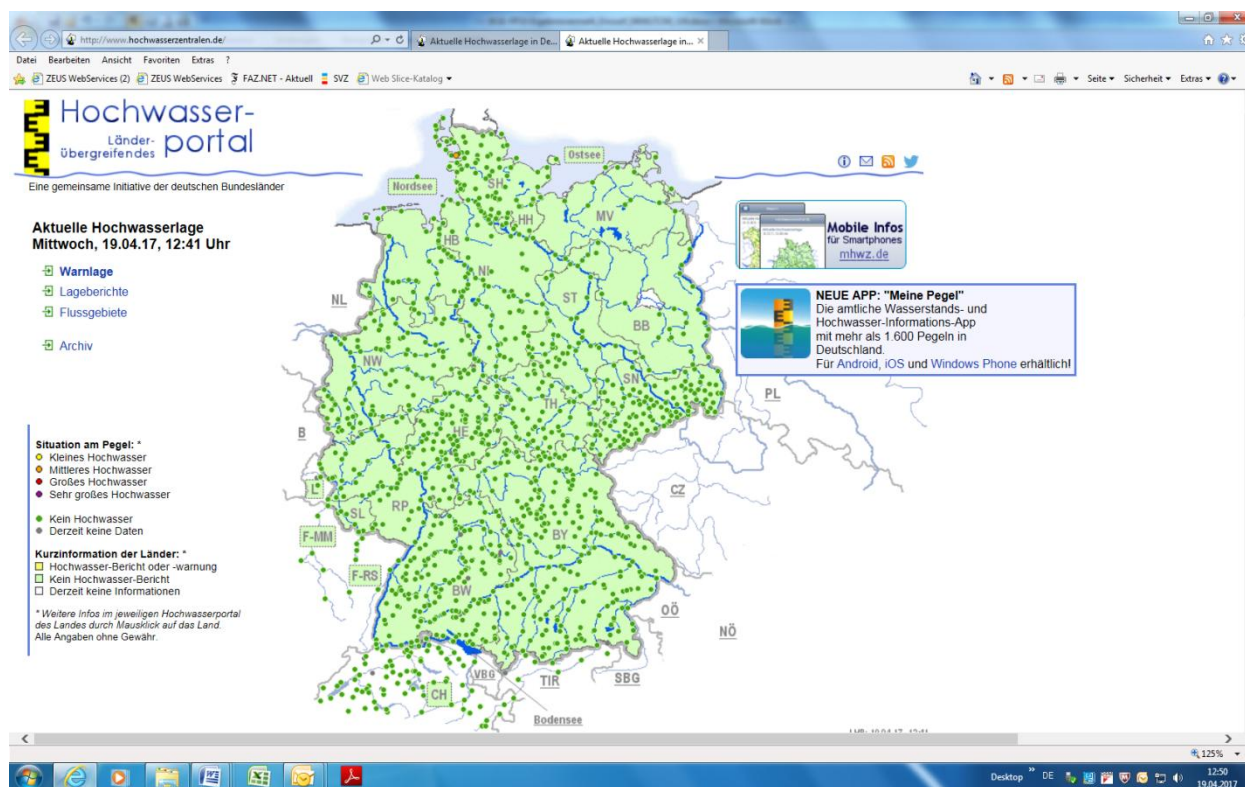 http://www.hochwasserzentralen.de/
Aktuelle Hochwasserlage in De...
Aktuelle Hochwasserlage in...
Datei Bearbeiten Ansicht Favoriten Extras ?
ZEUS WebServices (2) ZEUS WebServices FAZ.NET - Aktuell SVZ Web Slice-Katalog
Seite Sicherheit Extras
Hochwasser-
Länder-
übergreifendes portal
Eine gemeinsame Initiative der deutschen Bundesländer
Aktuelle Hochwasserlage
Mittwoch, 19.04.17, 12:41 Uhr
Warnlage
Lageberichte
Flussgebiete
Archiv
Situation am Pegel: *
Kleines Hochwasser
Mittleres Hochwasser
Großes Hochwasser
Sehr großes Hochwasser
Kein Hochwasser
Derzeit keine Daten
Kurzinformation der Länder: *
Hochwasser-Bericht oder -warnung
Kein Hochwasser-Bericht
Derzeit keine Informationen
* Weitere Infos im jeweiligen Hochwasserportal
des Landes durch Mausklick auf das Land.
Alle Angaben ohne Gewähr.
Ostsee
Nordsee
SH
HH
MV
HB
NI
NL
ST
BB
NW
SN
TH
HE
PL
B
L
RP
SL
CZ
F-MM
BY
F-RS
BW
OÖ
NÖ
VBG
TIR
SBG
CH
Bodensee
Mobile Infos
für Smartphones
mhwz.de
NEUE APP: "Meine Pegel"
Die amtliche Wasserstands- und
Hochwasser-Informations-App
mit mehr als 1.600 Pegeln in
Deutschland.
Für Android, iOS und Windows Phone erhältlich!
125%
Desktop DE
12:50
19.04.2017